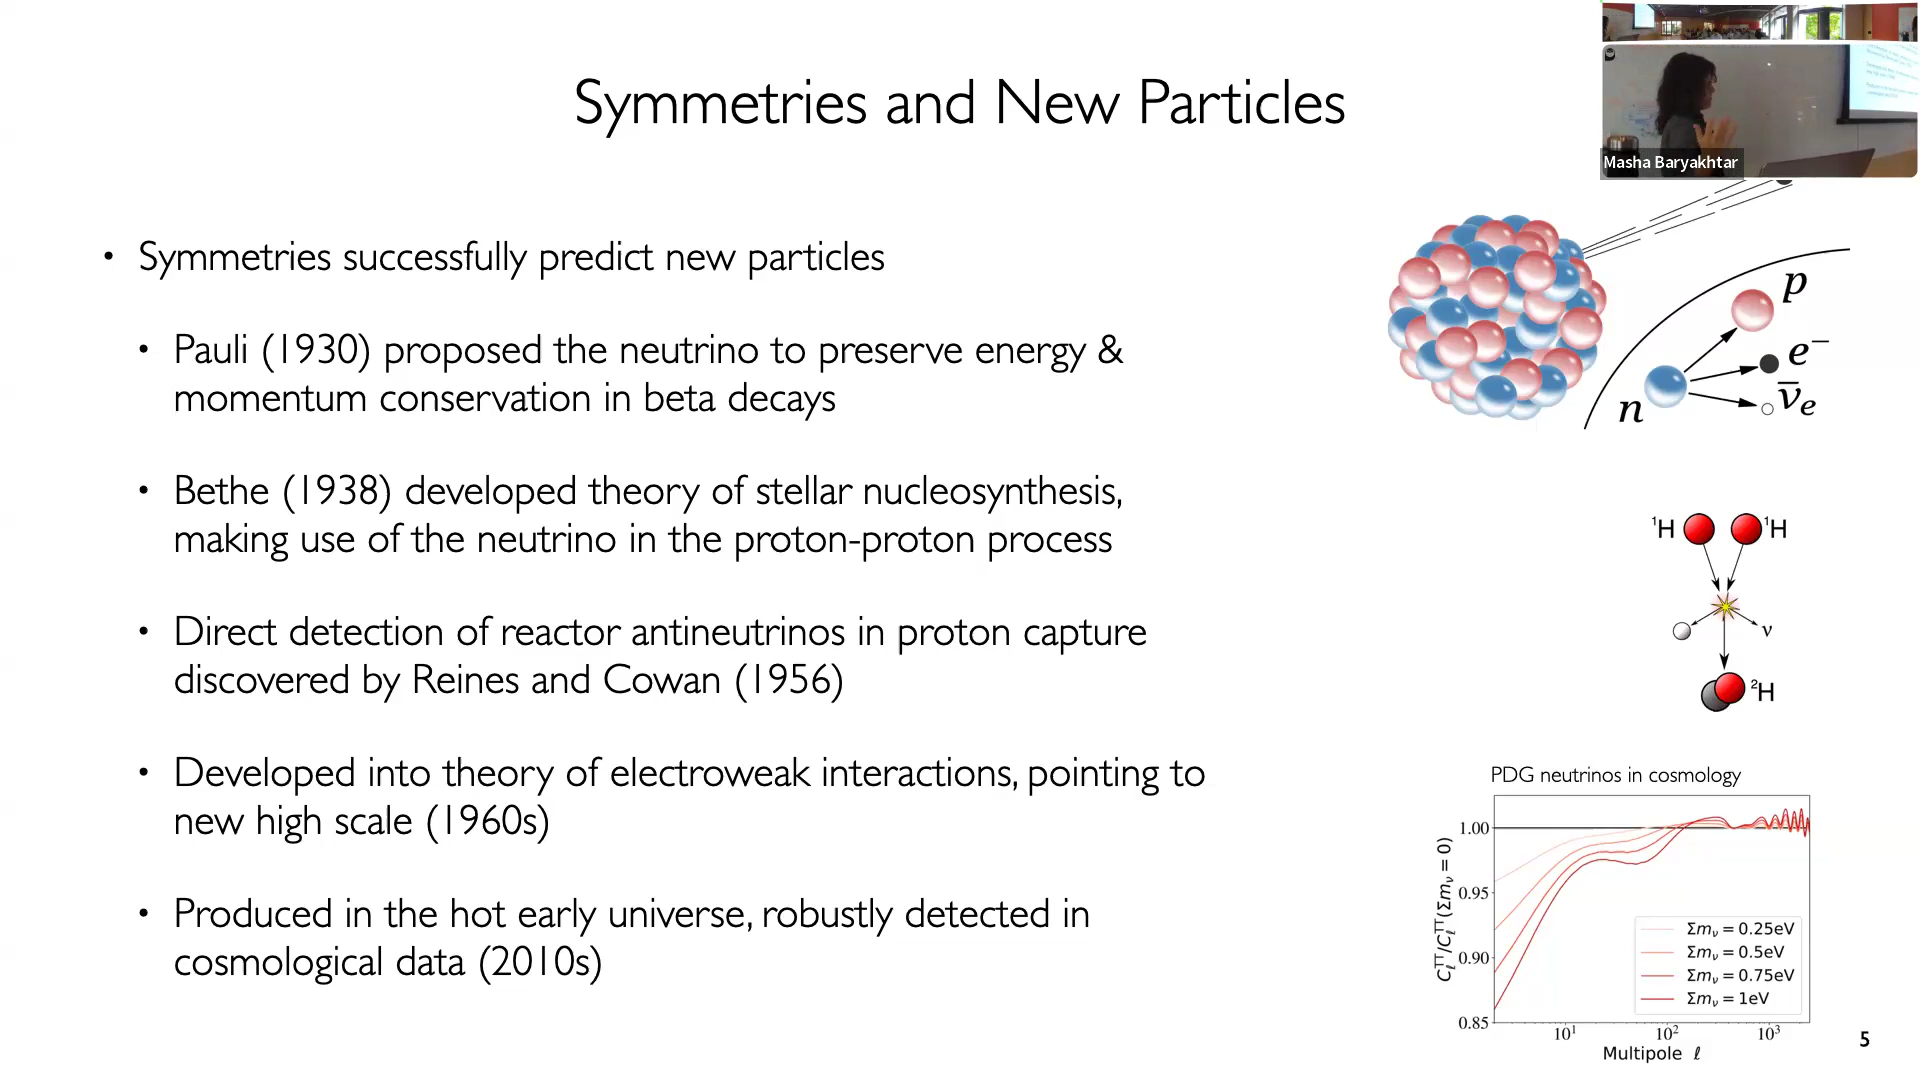 Symmetries and New Particles
Masha Baryakhtar
• Symmetries successfully predict new particles
• Pauli (1930) proposed the neutrino to preserve energy &
momentum conservation in beta decays
• Bethe (1938) developed theory of stellar nucleosynthesis,
making use of the neutrino in the proton-proton process
• Direct detection of reactor antineutrinos in proton capture
discovered by Reines and Cowan (1956)
• Developed into theory of electroweak interactions, pointing to
new high scale (1960s)
• Produced in the hot early universe, robustly detected in
cosmological data (2010s)
p
e⁻
ν̅ₑ
n
¹H ¹H
ν
²H
PDG neutrinos in cosmology
1.00
0.95
0.90
0.85
C_ℓ^TT/C_ℓ^TT(Σm_ν = 0)
Σm_ν = 0.25eV
Σm_ν = 0.5eV
Σm_ν = 0.75eV
Σm_ν = 1eV
10¹ 10² 10³
Multipole ℓ
5